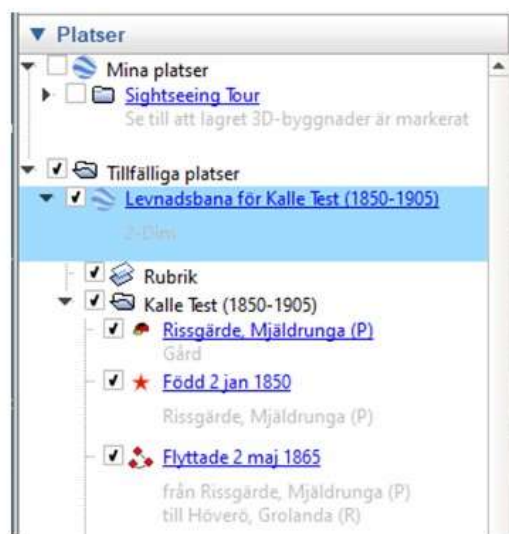 Platser
Mina platser
Sightseeing Tour
Se till att lagret 3D-byggnader är markerat
Tillfälliga platser
Levnadsbana för Kalle Test (1850-1905)
2-Dim
Rubrik
Kalle Test (1850-1905)
Rissgärde, Mjäldrunga (P)
Gård
Född 2 jan 1850
Rissgärde, Mjäldrunga (P)
Flyttade 2 maj 1865
från Rissgärde, Mjäldrunga (P)
till Höverö, Grolanda (R)